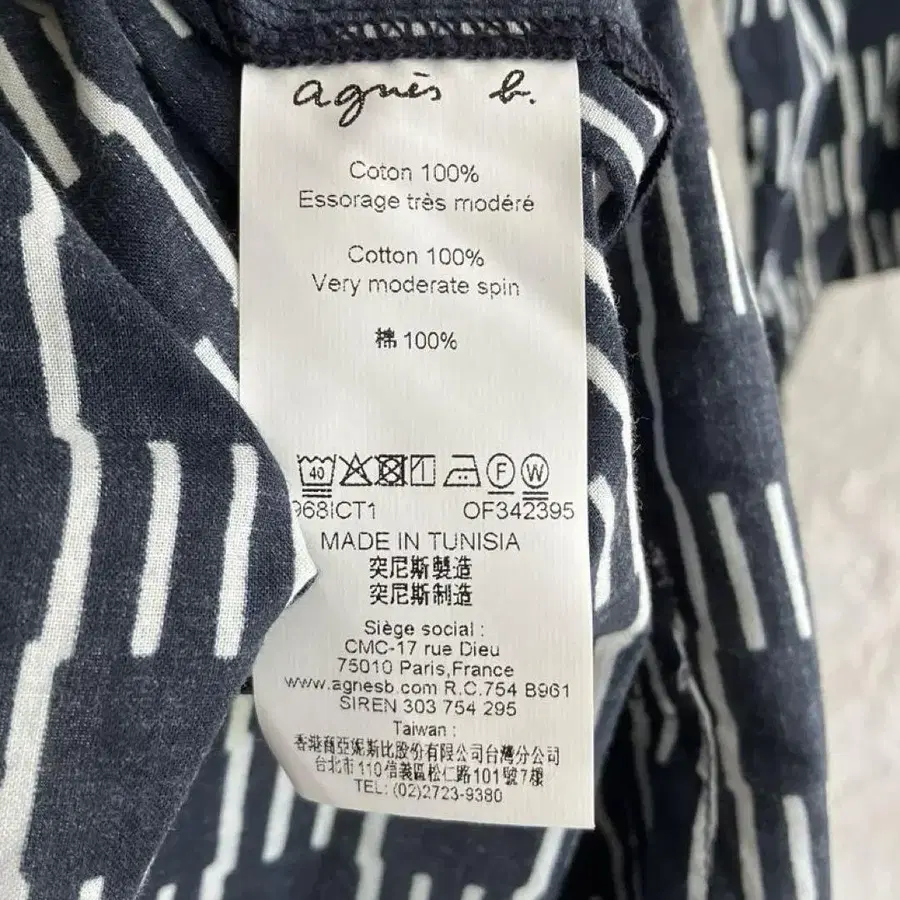 agnès b.
Coton 100%
Essorage très modéré
Cotton 100%
Very moderate spin
棉 100%
40 F W
968ICT1 OF342395
MADE IN TUNISIA
突尼斯製造
突尼斯制造
Siège social :
CMC-17 rue Dieu
75010 Paris,France
www.agnesb.com R.C.754 B961
SIREN 303 754 295
Taiwan :
香港商亞妮斯比股份有限公司台灣分公司
台北市110信義區松仁路101號7樓
TEL: (02)2723-9380